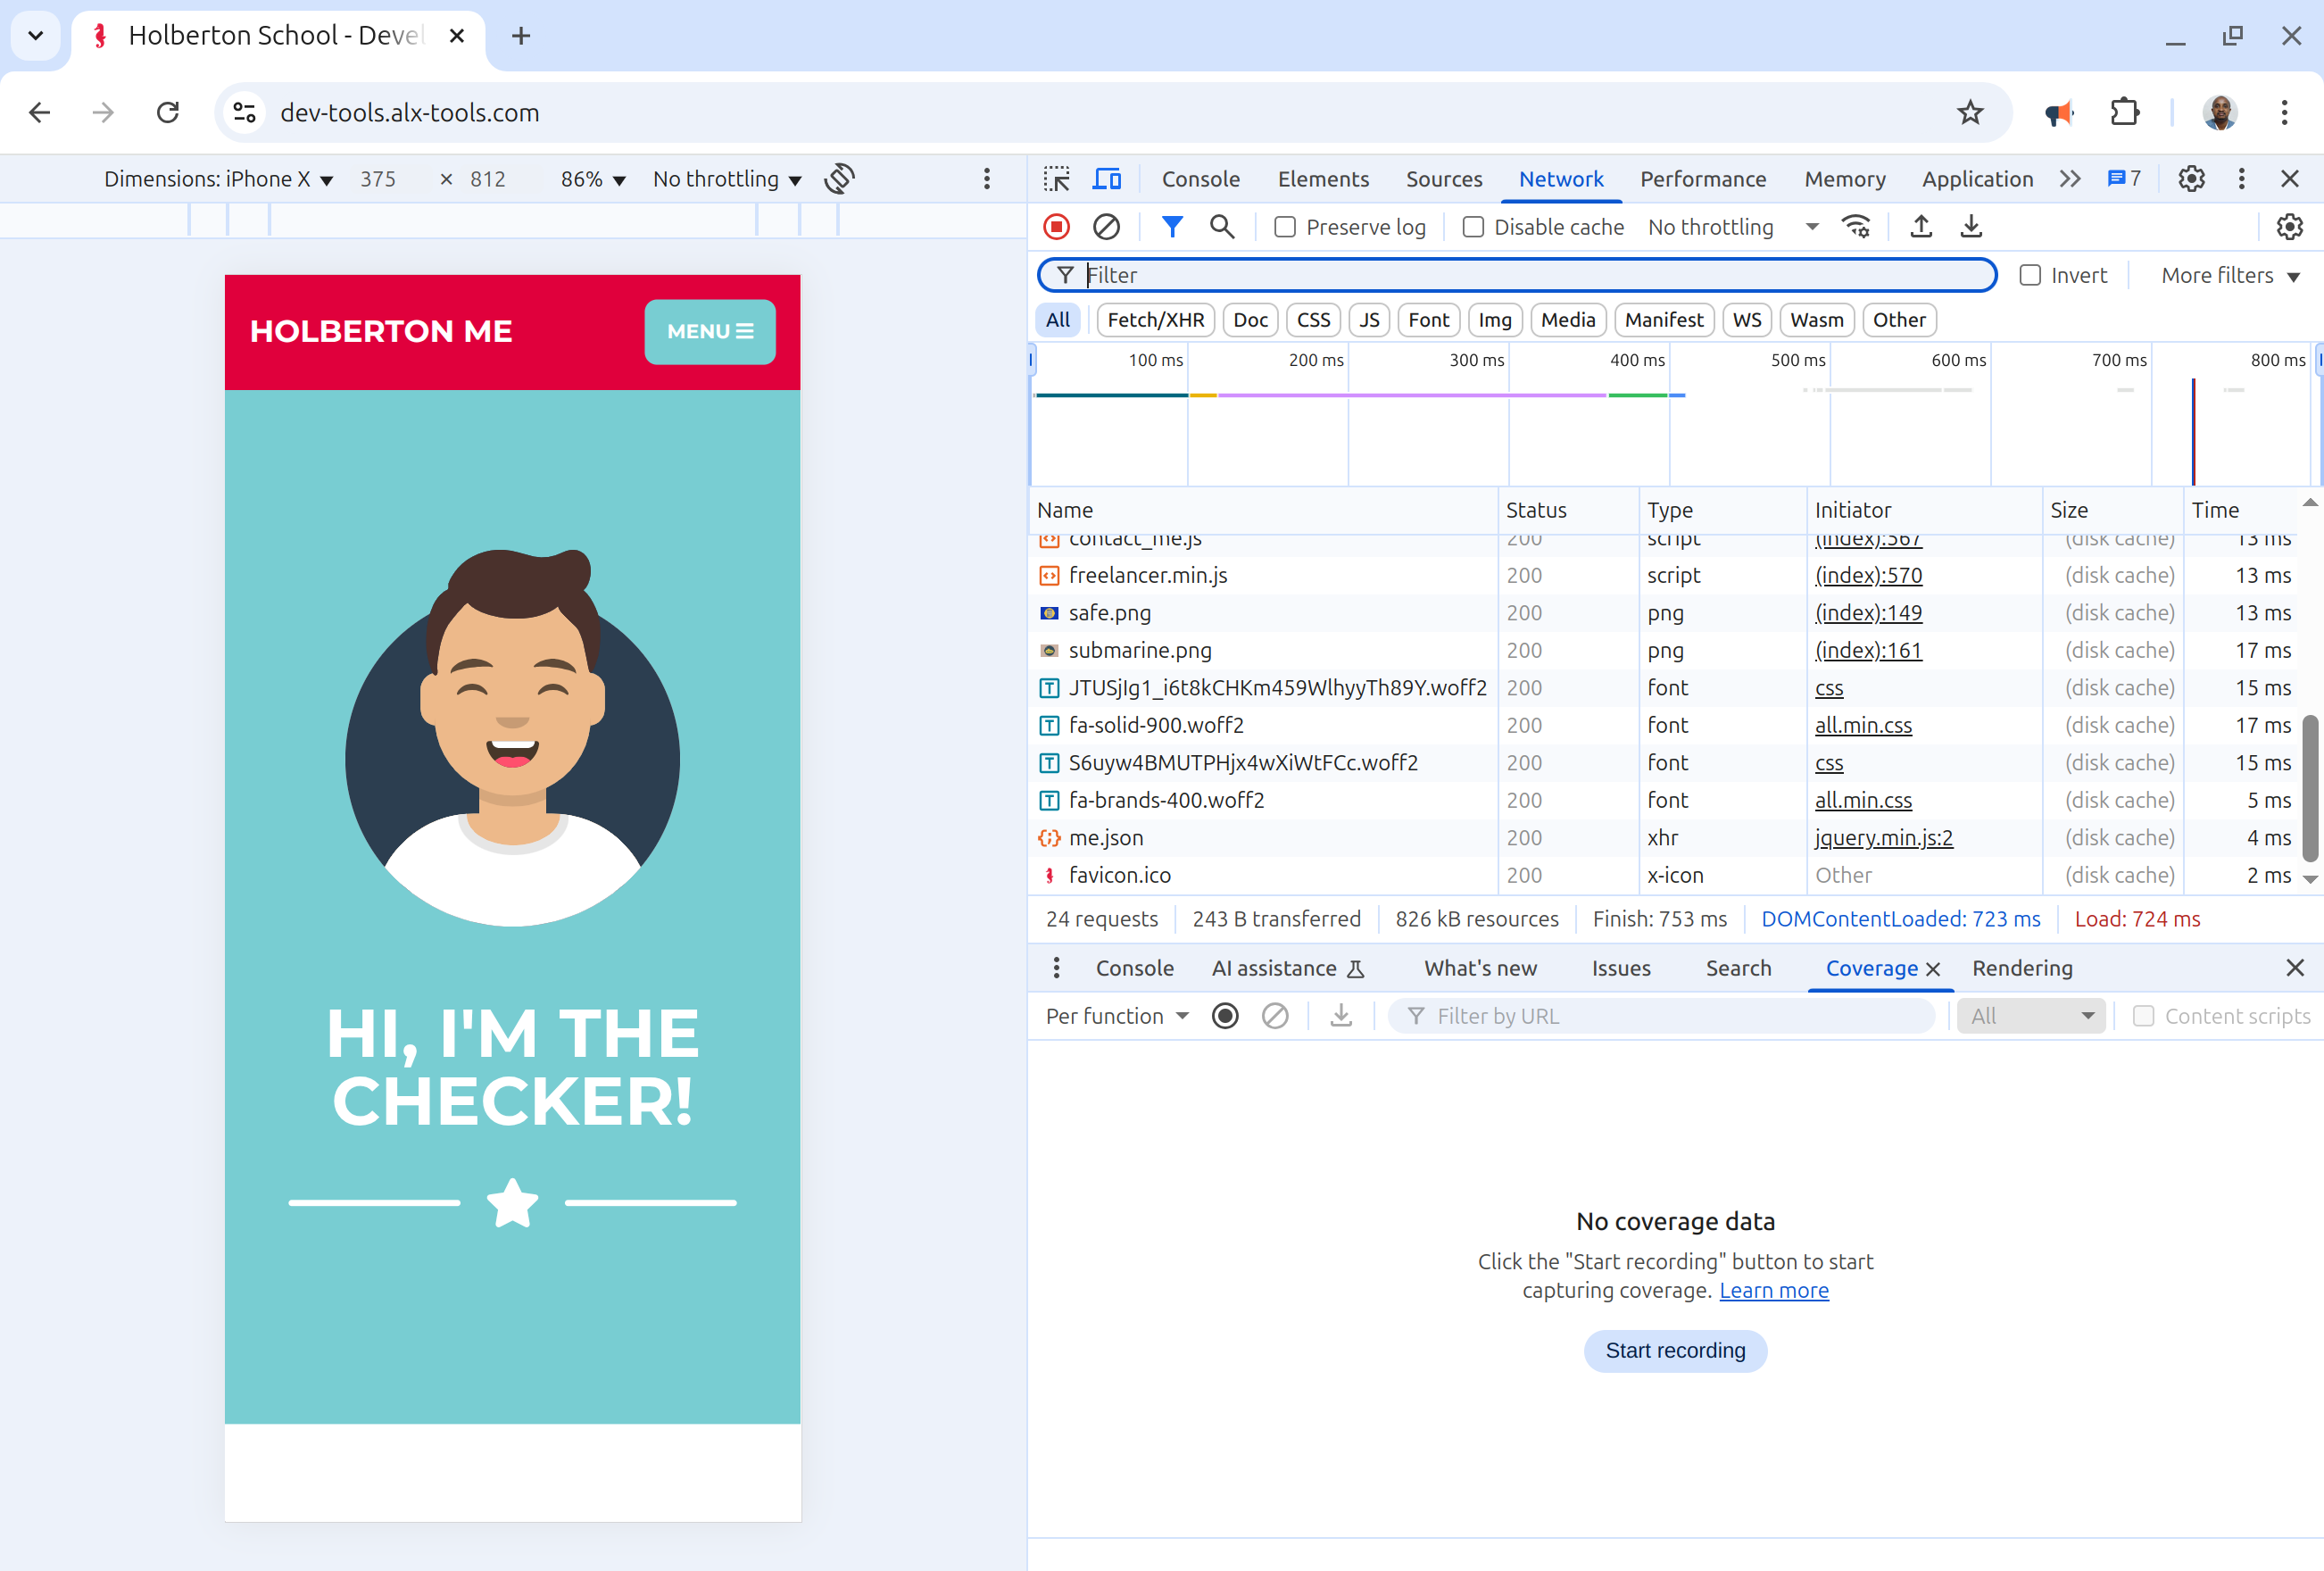 Holberton School - Devel
dev-tools.alx-tools.com
Dimensions: iPhone X 375 × 812 86% No throttling
Console Elements Sources Network Performance Memory Application 7
Preserve log Disable cache No throttling
Filter Invert More filters
All Fetch/XHR Doc CSS JS Font Img Media Manifest WS Wasm Other
100 ms 200 ms 300 ms 400 ms 500 ms 600 ms 700 ms 800 ms
Name Status Type Initiator Size Time
contact_me.js 200 script (index):567 (disk cache) 13 ms
freelancer.min.js 200 script (index):570 (disk cache) 13 ms
safe.png 200 png (index):149 (disk cache) 13 ms
submarine.png 200 png (index):161 (disk cache) 17 ms
JTUSjIg1_i6t8kCHKm459WlhyyTh89Y.woff2 200 font css (disk cache) 15 ms
fa-solid-900.woff2 200 font all.min.css (disk cache) 17 ms
S6uyw4BMUTPHjx4wXiWtFCc.woff2 200 font css (disk cache) 15 ms
fa-brands-400.woff2 200 font all.min.css (disk cache) 5 ms
me.json 200 xhr jquery.min.js:2 (disk cache) 4 ms
favicon.ico 200 x-icon Other (disk cache) 2 ms
24 requests 243 B transferred 826 kB resources Finish: 753 ms DOMContentLoaded: 723 ms Load: 724 ms
Console AI assistance What's new Issues Search Coverage Rendering
Per function Filter by URL All Content scripts
No coverage data
Click the "Start recording" button to start
capturing coverage. Learn more
Start recording
HOLBERTON ME MENU
HI, I'M THE
CHECKER!